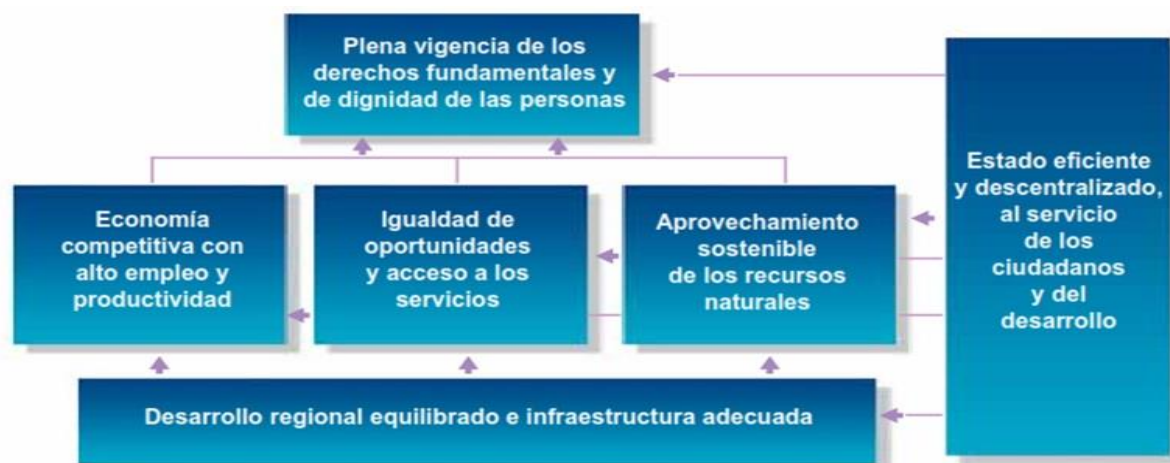 Plena vigencia de los
derechos fundamentales y
de dignidad de las personas
Economía
competitiva con
alto empleo y
productividad
Igualdad de
oportunidades
y acceso a los
servicios
Aprovechamiento
sostenible
de los recursos
naturales
Estado eficiente
y descentralizado,
al servicio
de los
ciudadanos
y del
desarrollo
Desarrollo regional equilibrado e infraestructura adecuada